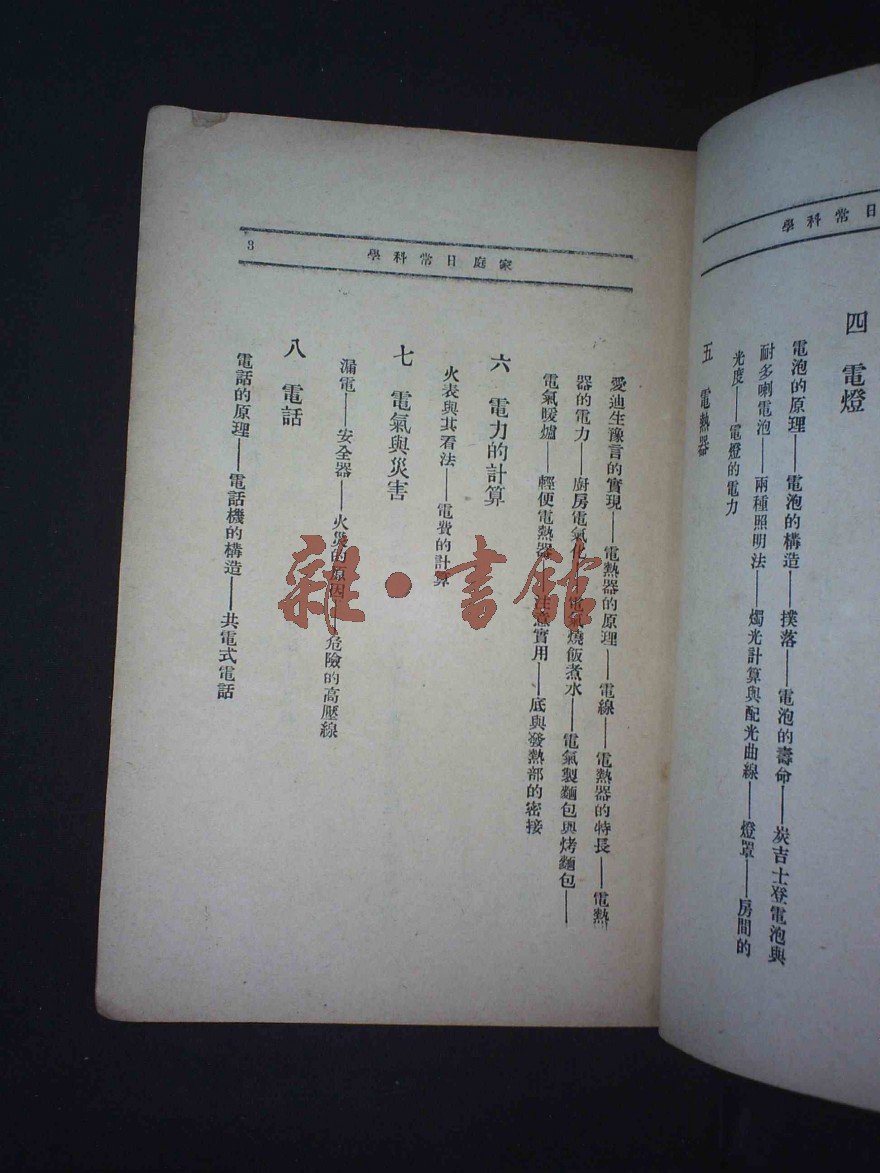 學科常日
四 電燈
電泡的原理——電泡的構造——撲落——電泡的壽命——炭吉士登電泡與
耐多喇電泡——兩種照明法——燭光計算與配光曲線——燈罩——房間的
光度——電燈的電力
五 電熱器
學科常日庭家
3
愛迪生豫言的實現——電熱器的原理——電線——電熱器的特長——電熱
器的電力——廚房電氣化——電氣燒飯煮水——電氣製麵包與烤麵包——
電氣暖爐——輕便電熱器——注意實用——底與發熱部的密接
六 電力的計算
火表與其看法——電費的計算
七 電氣與災害
漏電——安全器——火災的原因——危險的高壓線
八 電話
電話的原理——電話機的構造——共電式電話
雜·書館